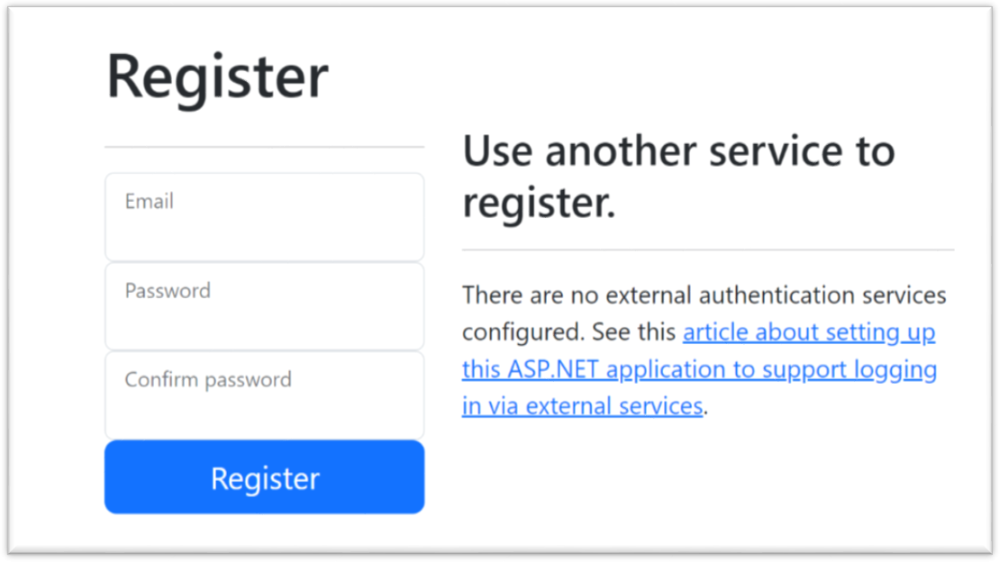 Register
Email
Password
Confirm password
Register
Use another service to
register.
There are no external authentication services
configured. See this article about setting up
this ASP.NET application to support logging
in via external services.